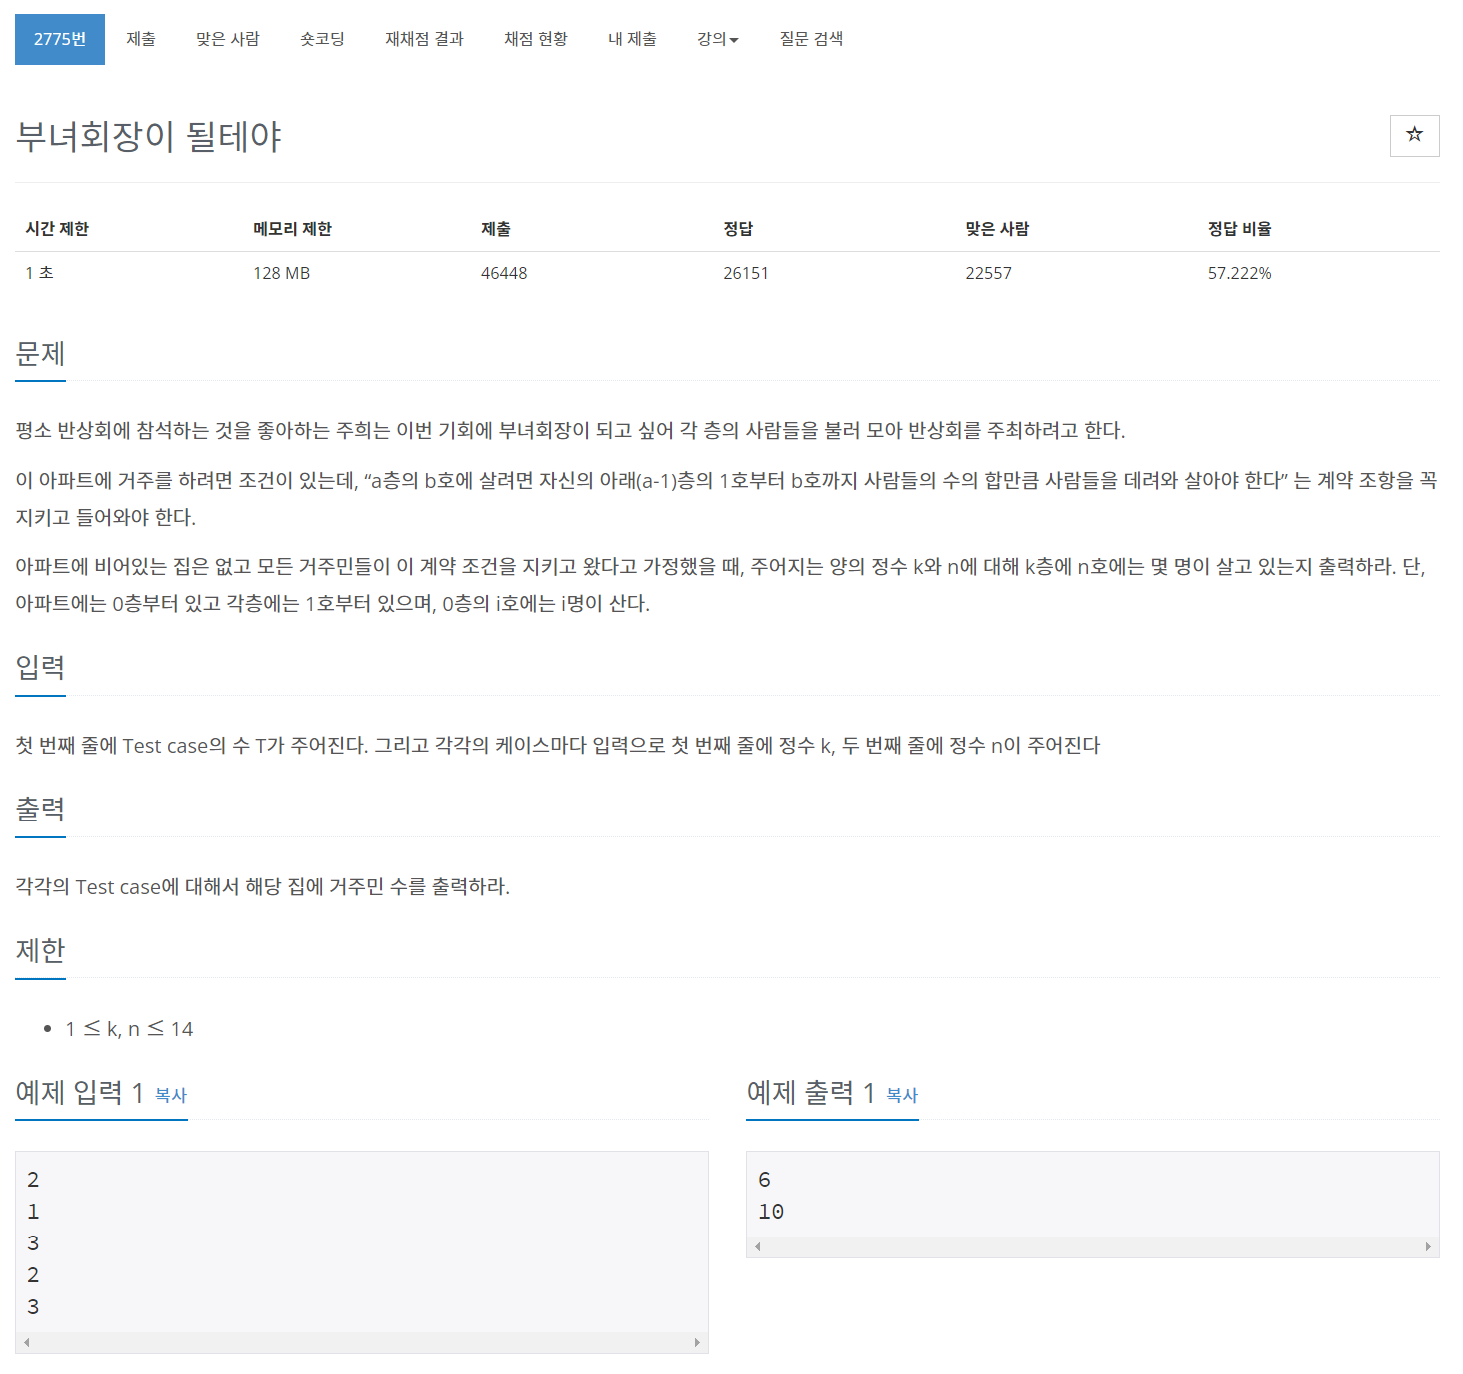 2775번 제출 맞은 사람 숏코딩 재채점 결과 채점 현황 내 제출 강의 질문 검색
부녀회장이 될테야
☆
시간 제한 메모리 제한 제출 정답 맞은 사람 정답 비율
1 초 128 MB 46448 26151 22557 57.222%
문제
평소 반상회에 참석하는 것을 좋아하는 주희는 이번 기회에 부녀회장이 되고 싶어 각 층의 사람들을 불러 모아 반상회를 주최하려고 한다.
이 아파트에 거주를 하려면 조건이 있는데, “a층의 b호에 살려면 자신의 아래(a-1)층의 1호부터 b호까지 사람들의 수의 합만큼 사람들을 데려와 살아야 한다” 는 계약 조항을 꼭
지키고 들어와야 한다.
아파트에 비어있는 집은 없고 모든 거주민들이 이 계약 조건을 지키고 왔다고 가정했을 때, 주어지는 양의 정수 k와 n에 대해 k층에 n호에는 몇 명이 살고 있는지 출력하라. 단,
아파트에는 0층부터 있고 각층에는 1호부터 있으며, 0층의 i호에는 i명이 산다.
입력
첫 번째 줄에 Test case의 수 T가 주어진다. 그리고 각각의 케이스마다 입력으로 첫 번째 줄에 정수 k, 두 번째 줄에 정수 n이 주어진다
출력
각각의 Test case에 대해서 해당 집에 거주민 수를 출력하라.
제한
• 1 ≤ k, n ≤ 14
예제 입력 1 복사
2
1
3
2
3
예제 출력 1 복사
6
10